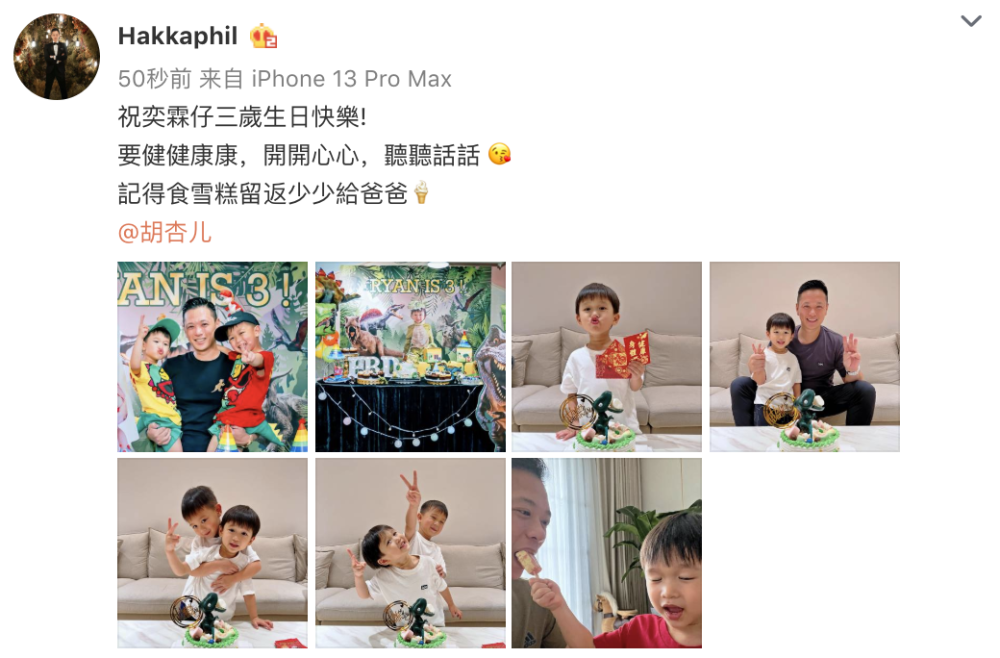 Hakkaphil 2
50秒前 来自 iPhone 13 Pro Max
祝奕霖仔三歲生日快樂!
要健健康康，開開心心，聽聽話話
記得食雪糕留返少少給爸爸
@胡杏儿
AN IS 3!
RYAN IS 3!